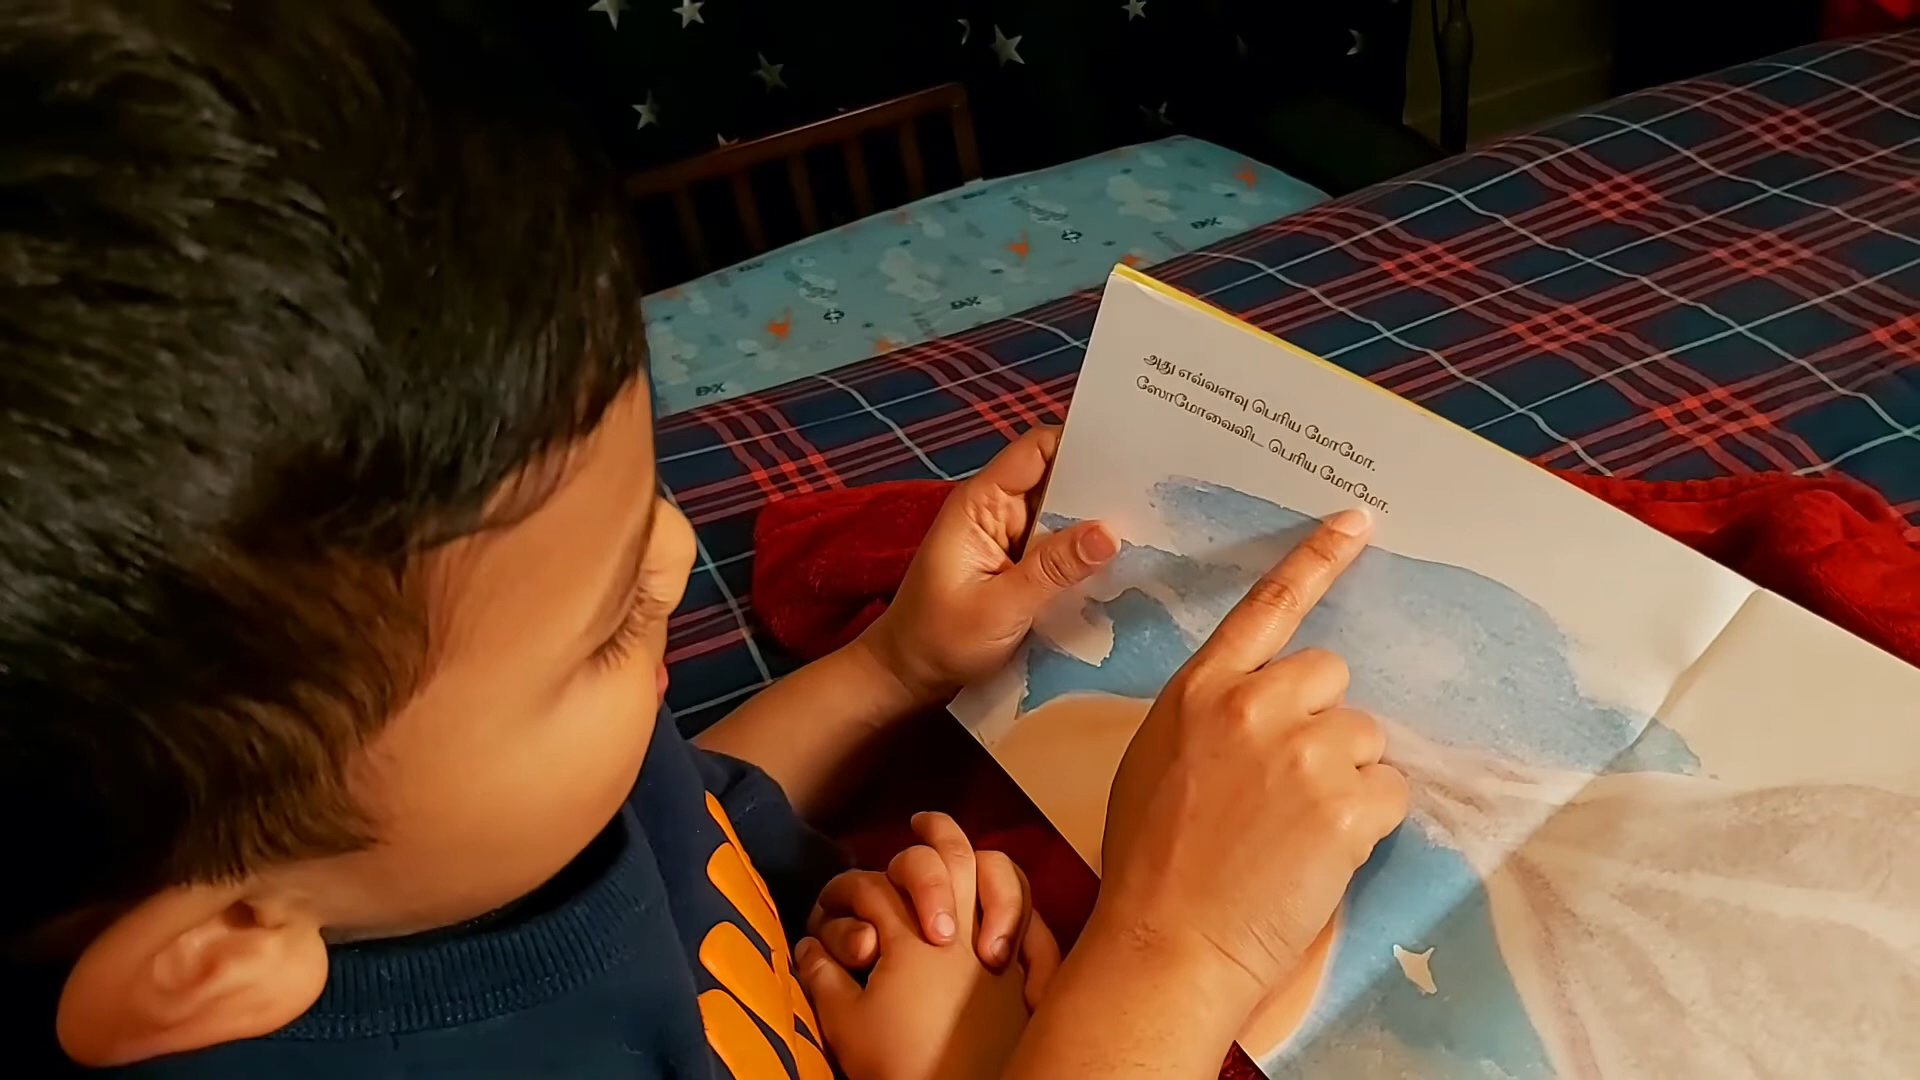 அது எவ்வளவு பெரிய மோமோ.
ஸோமோவைவிட பெரிய மோமோ.